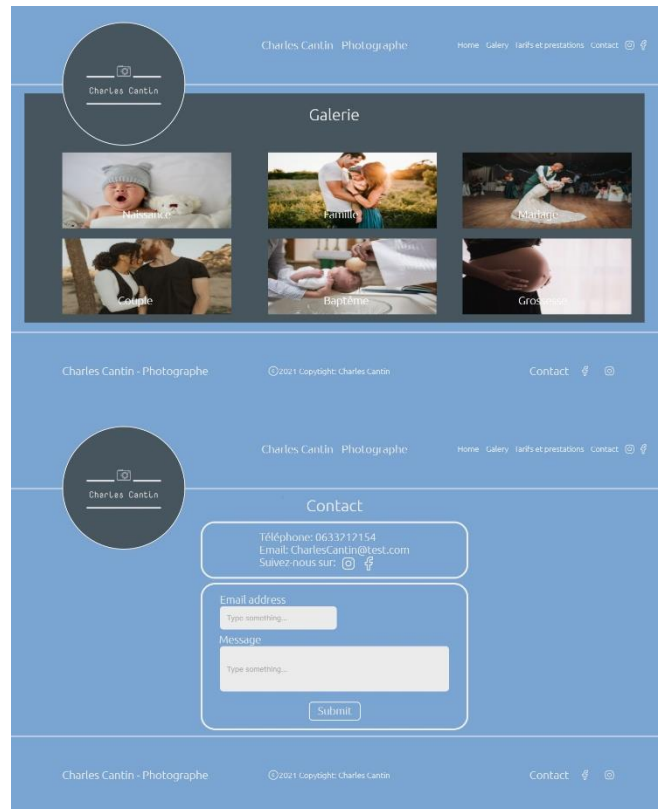 Charles Cantin Photographe
Home Galery Tarifs et prestations Contact
Charles Cantin
Galerie
Naissance
Famille
Mariage
Couple
Baptême
Grossesse
Charles Cantin - Photographe
©2021 Copytight: Charles Cantin
Contact
Charles Cantin Photographe
Home Galery Tarifs et prestations Contact
Charles Cantin
Contact
Téléphone: 0633212154
Email: CharlesCantin@test.com
Suivez-nous sur:
Email address
Type something...
Message
Type something...
Submit
Charles Cantin - Photographe
©2021 Copytight: Charles Cantin
Contact